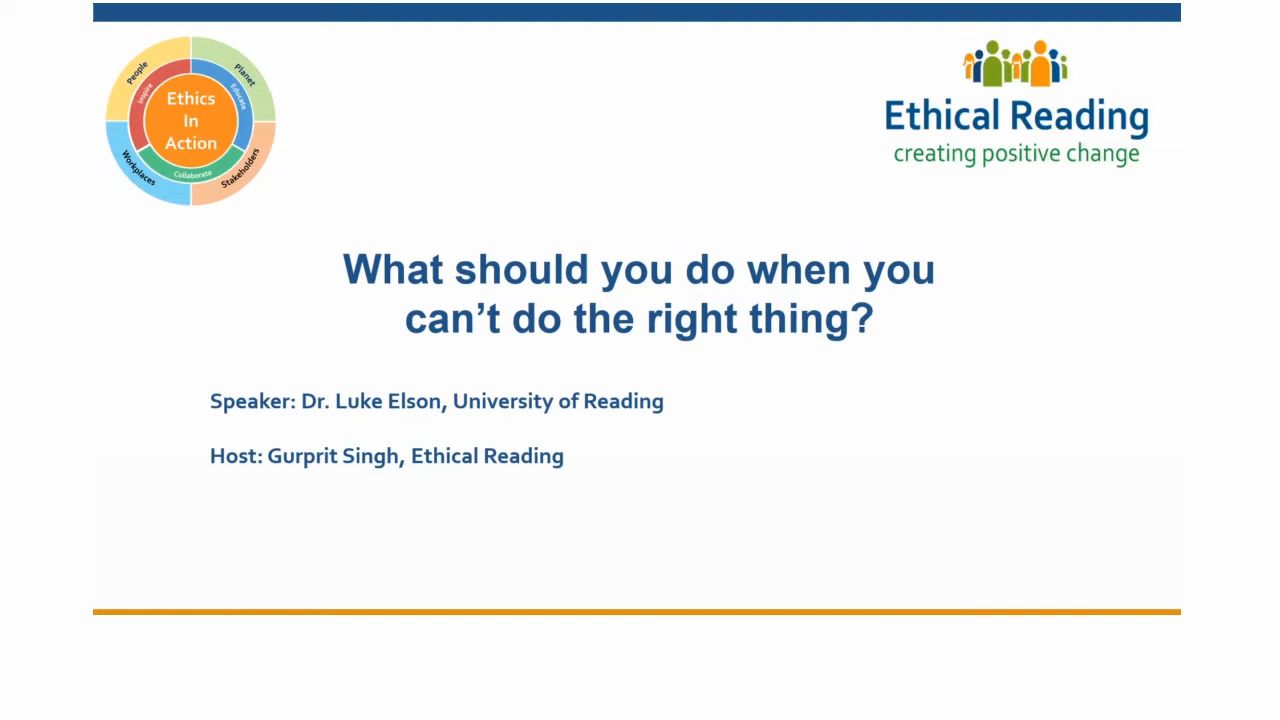 People
Planet
Inspire
Educate
Ethics
In
Action
Workplaces
Collaborate
Stakeholders
Ethical Reading
creating positive change
What should you do when you
can’t do the right thing?
Speaker: Dr. Luke Elson, University of Reading
Host: Gurprit Singh, Ethical Reading